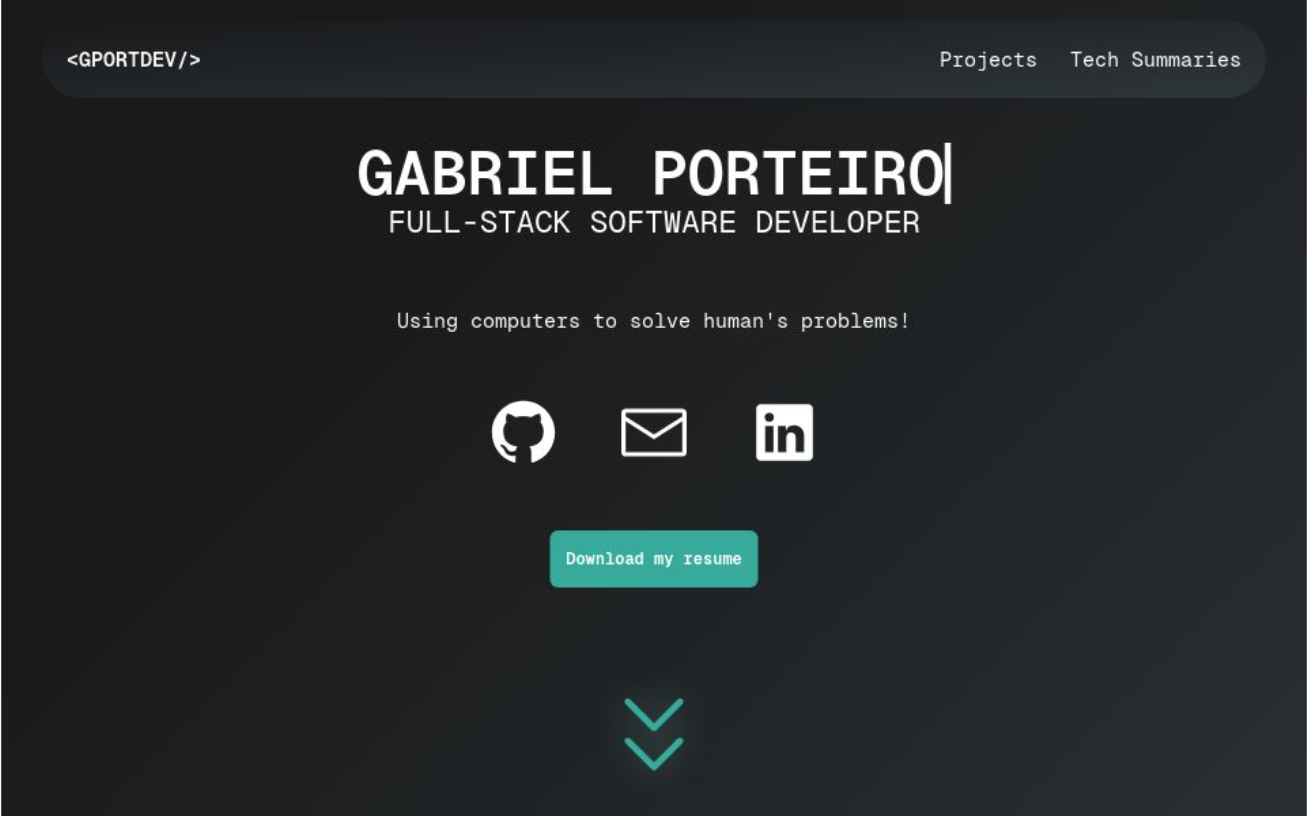 <GPORTDEV/>
Projects
Tech Summaries
GABRIEL PORTEIRO
FULL-STACK SOFTWARE DEVELOPER
Using computers to solve human's problems!
in
Download my resume